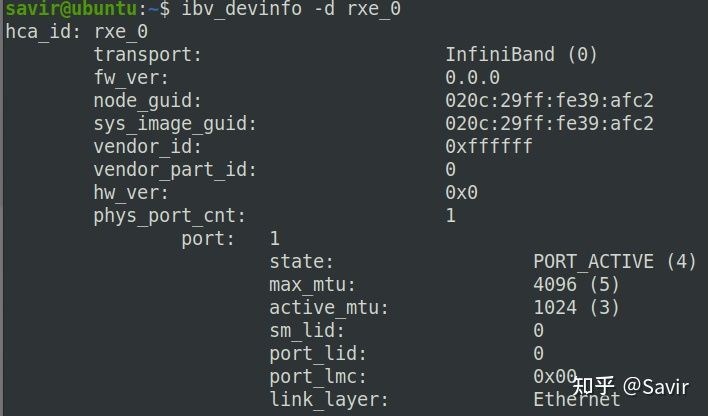 savir@ubuntu:~$ ibv_devinfo -d rxe_0
hca_id: rxe_0
transport: InfiniBand (0)
fw_ver: 0.0.0
node_guid: 020c:29ff:fe39:afc2
sys_image_guid: 020c:29ff:fe39:afc2
vendor_id: 0xffffff
vendor_part_id: 0
hw_ver: 0x0
phys_port_cnt: 1
port: 1
state: PORT_ACTIVE (4)
max_mtu: 4096 (5)
active_mtu: 1024 (3)
sm_lid: 0
port_lid: 0
port_lmc: 0x00
link_layer: Ethernet
知乎 @Savir